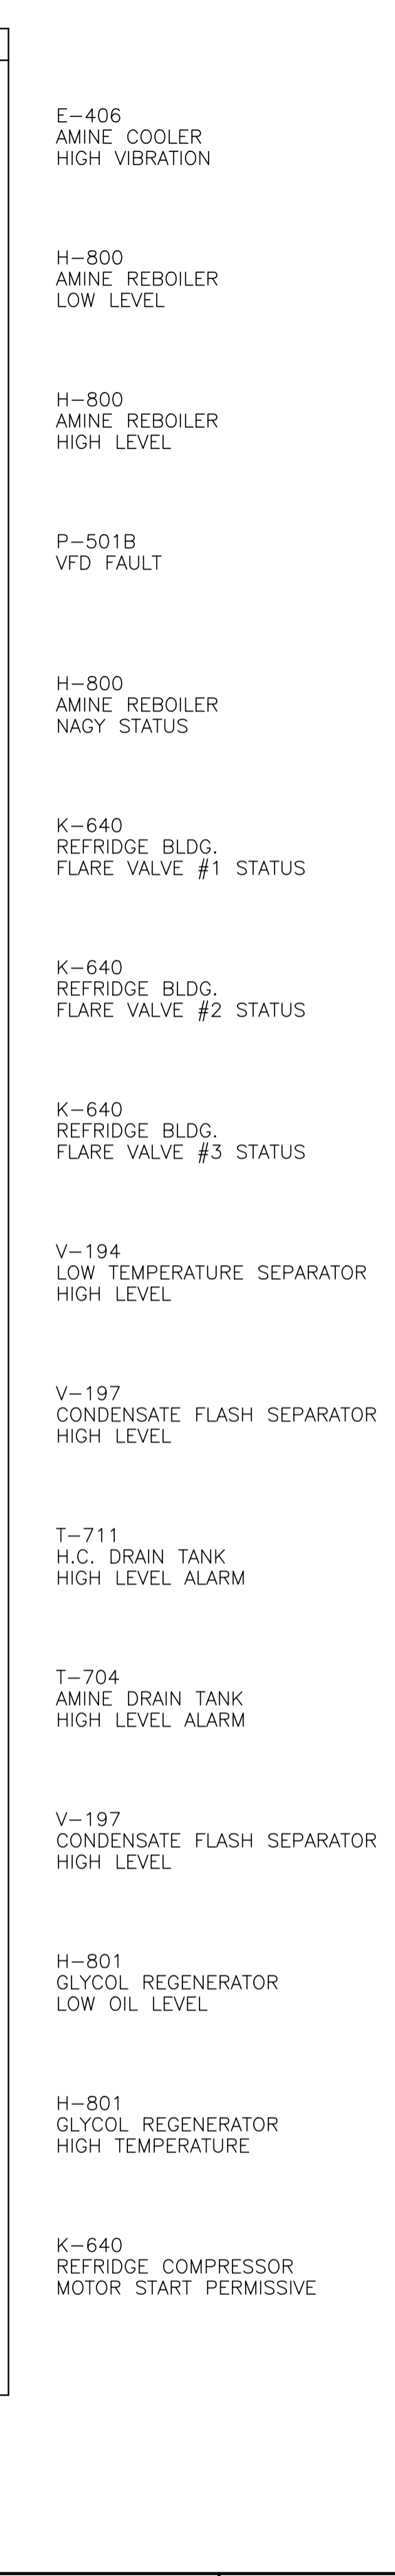 E-406
AMINE COOLER
HIGH VIBRATION
H-800
AMINE REBOILER
LOW LEVEL
H-800
AMINE REBOILER
HIGH LEVEL
P-501B
VFD FAULT
H-800
AMINE REBOILER
NAGY STATUS
K-640
REFRIDGE BLDG.
FLARE VALVE #1 STATUS
K-640
REFRIDGE BLDG.
FLARE VALVE #2 STATUS
K-640
REFRIDGE BLDG.
FLARE VALVE #3 STATUS
V-194
LOW TEMPERATURE SEPARATOR
HIGH LEVEL
V-197
CONDENSATE FLASH SEPARATOR
HIGH LEVEL
T-711
H.C. DRAIN TANK
HIGH LEVEL ALARM
T-704
AMINE DRAIN TANK
HIGH LEVEL ALARM
V-197
CONDENSATE FLASH SEPARATOR
HIGH LEVEL
H-801
GLYCOL REGENERATOR
LOW OIL LEVEL
H-801
GLYCOL REGENERATOR
HIGH TEMPERATURE
K-640
REFRIDGE COMPRESSOR
MOTOR START PERMISSIVE